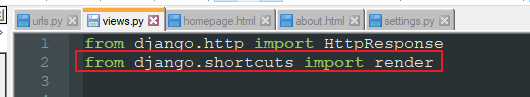 urls.py views.py homepage.html about.html settings.py
1 from django.http import HttpResponse
2 from django.shortcuts import render
3